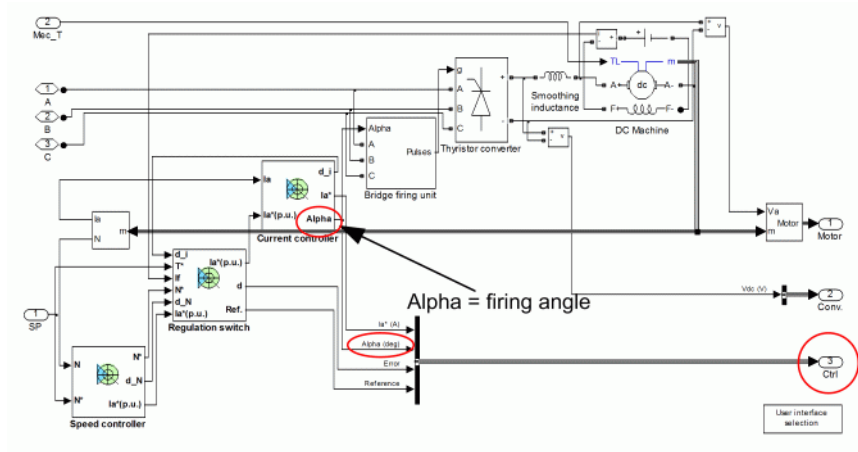 2
Mec_T
1
A
2
B
3
C
g
A
B
C
+
-
Thyristor converter
Smoothing
inductance
+
-
v
+
-
i
+
TL
m
A+
dc
A-
F+
F-
DC Machine
+
-
v
Alpha
A
B
C
Pulses
Bridge firing unit
Ia
Ia*(p.u.)
d_i
Ia*
Alpha
Current controller
Ia
N
m
d_i
T*
If
N*
d_N
Ia*(p.u.)
Ia*(p.u.)
d
Ref.
Regulation switch
1
SP
N
N*
N*
d_N
Ia*(p.u.)
Speed controller
Alpha = firing angle
Ia* (A)
Alpha (deg)
Error
Reference
Va
m
Motor
1
Motor
Vdc (V)
2
Conv.
3
Ctrl
User interface
selection